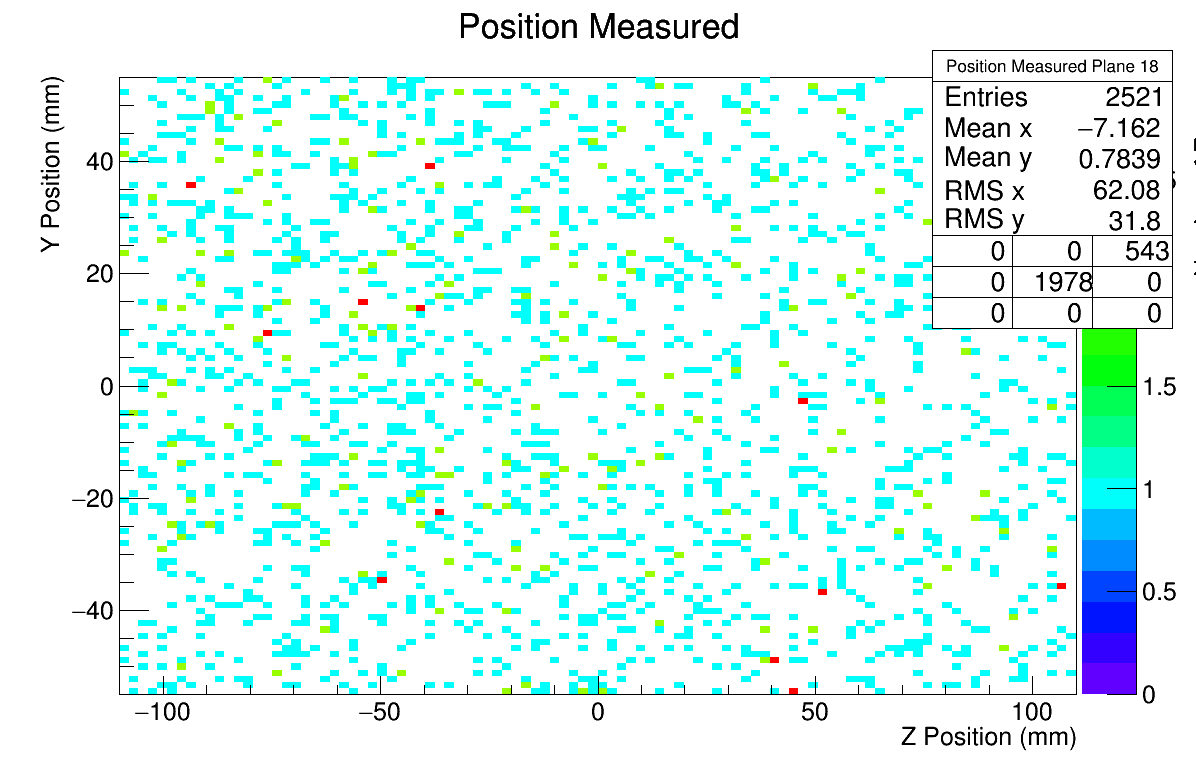 Position Measured
Y Position (mm)
40
20
0
−20
−40
−100
−50
0
50
100
Z Position (mm)
Position Measured Plane 18
Entries 2521
Mean x −7.162
Mean y 0.7839
RMS x 62.08
RMS y 31.8
0 0 543
0 1978 0
0 0 0
1.5
1
0.5
0